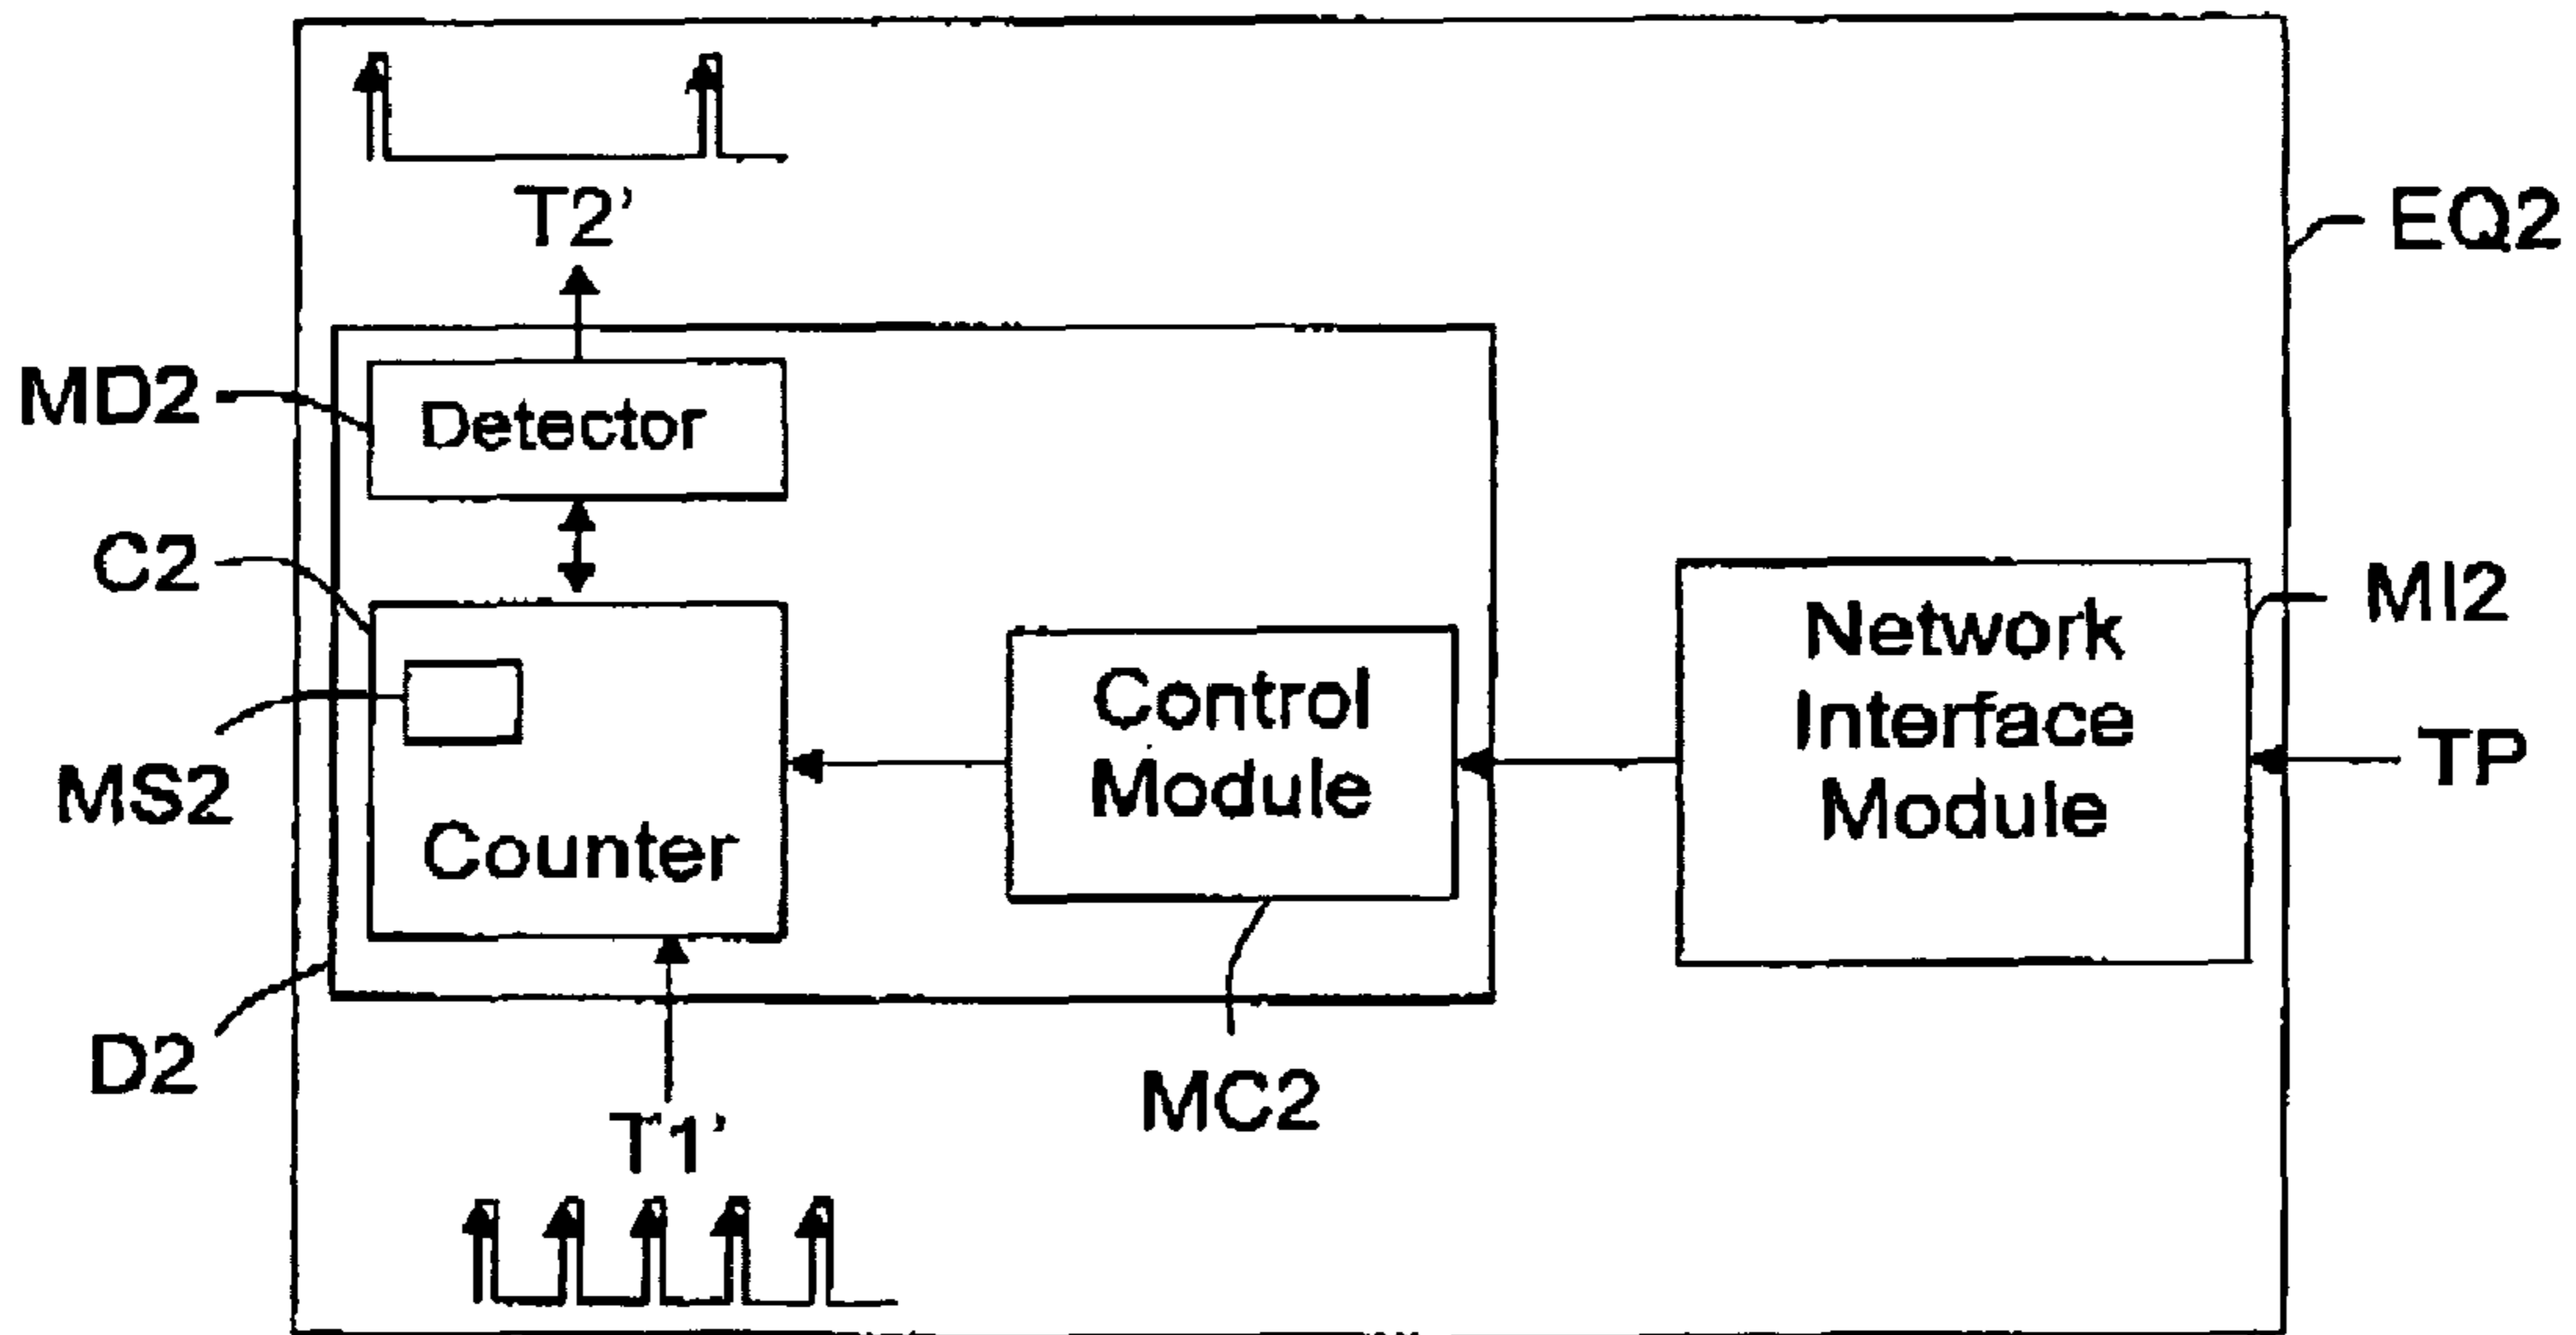 T2’
EQ2
MD2
Detector
C2
MI2
Network
Interface
Module
Control
Module
TP
MS2
Counter
D2
MC2
T1’